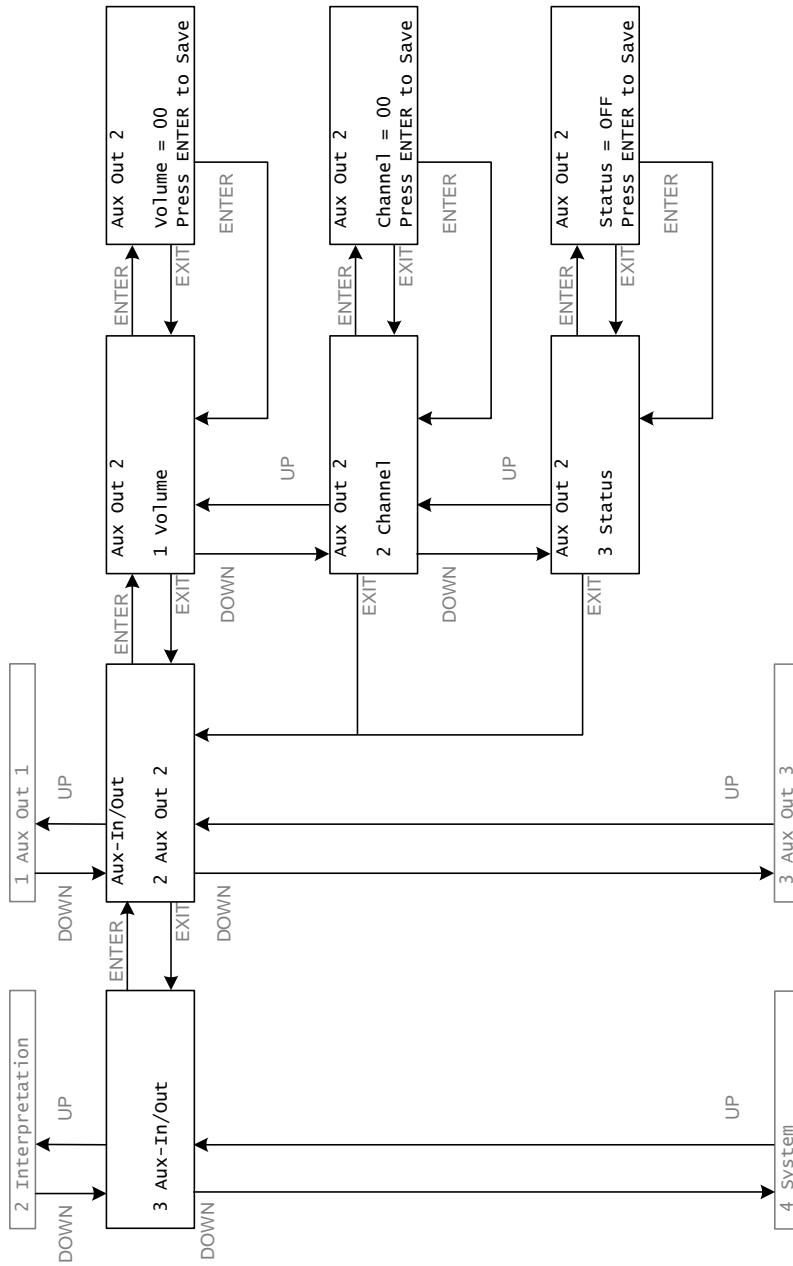 2 Interpretation
1 Aux Out 1
DOWN
UP
DOWN
UP
ENTER
Aux-In/Out
ENTER
Aux Out 2
ENTER
Aux Out 2
3 Aux-In/Out
2 Aux Out 2
1 Volume
Volume = 00
EXIT
EXIT
EXIT
Press ENTER to Save
DOWN
DOWN
DOWN
ENTER
UP
Aux Out 2
ENTER
Aux Out 2
EXIT
2 Channel
Channel = 00
EXIT
Press ENTER to Save
DOWN
ENTER
UP
Aux Out 2
ENTER
Aux Out 2
EXIT
3 Status
Status = OFF
EXIT
Press ENTER to Save
ENTER
UP
UP
4 System
3 Aux Out 3